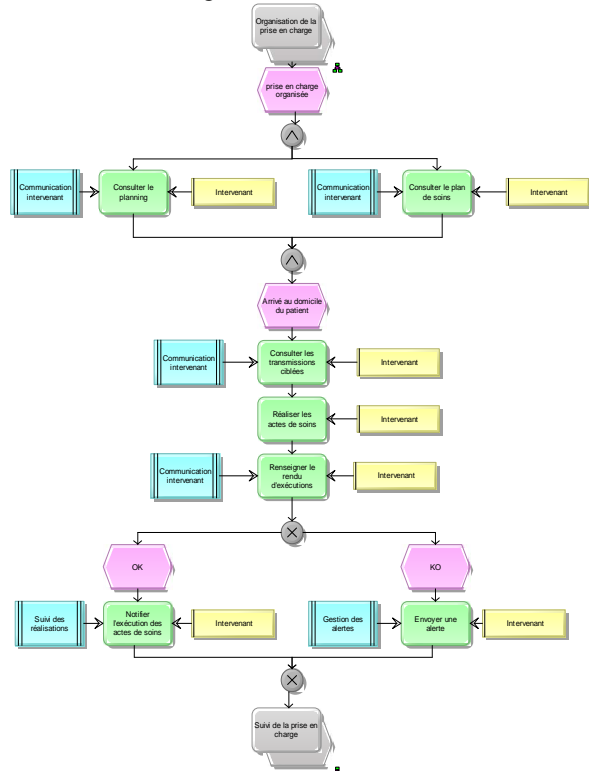 Organisation de la
prise en charge
prise en charge
organisée
Communication
intervenant
Consulter le
planning
Intervenant
Communication
intervenant
Consulter le plan
de soins
Intervenant
Arrivé au domicile
du patient
Communication
intervenant
Consulter les
transmissions
ciblées
Intervenant
Réaliser les
actes de soins
Intervenant
Communication
intervenant
Renseigner le
rendu
d'exécutions
Intervenant
OK
KO
Suivi des
réalisations
Notifier
l'exécution des
actes de soins
Intervenant
Gestion des
alertes
Envoyer une
alerte
Intervenant
Suivi de la prise en
charge